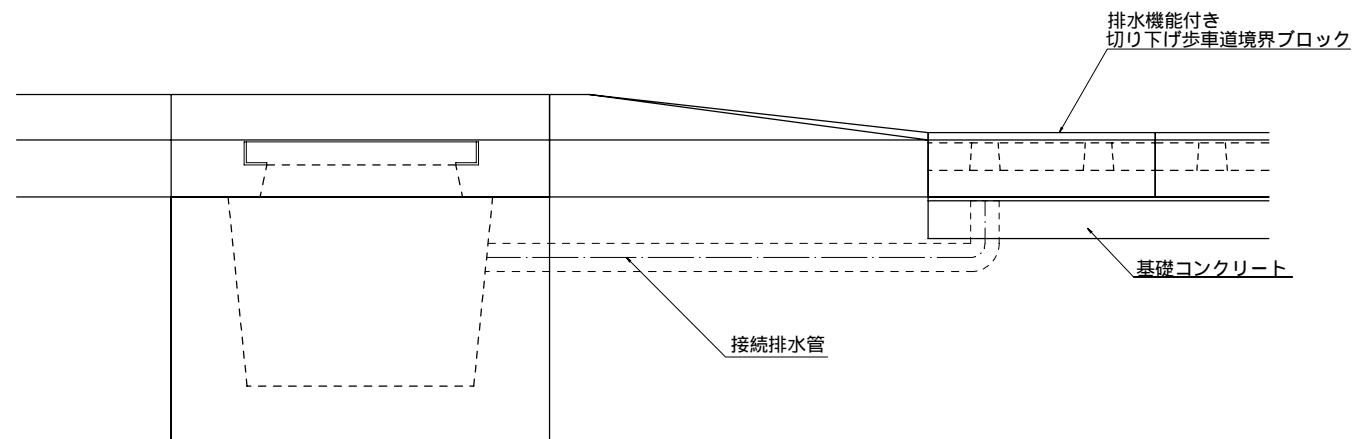 排水機能付き
切り下げ歩車道境界ブロック
基礎コンクリート
接続排水管